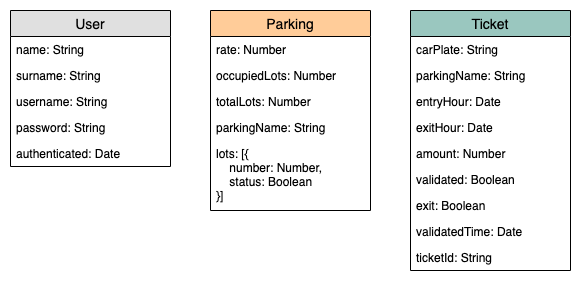 User
name: String
surname: String
username: String
password: String
authenticated: Date
Parking
rate: Number
occupiedLots: Number
totalLots: Number
parkingName: String
lots: [{
number: Number,
status: Boolean
}]
Ticket
carPlate: String
parkingName: String
entryHour: Date
exitHour: Date
amount: Number
validated: Boolean
exit: Boolean
validatedTime: Date
ticketId: String